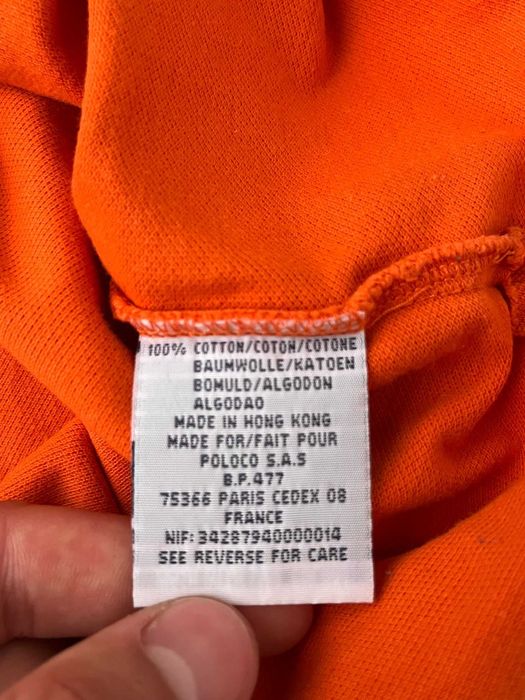 100% COTTON/COTON/COTONE
BAUMWOLLE/KATOEN
BOMULD/ALGODON
ALGODAO
MADE IN HONG KONG
MADE FOR/FAIT POUR
POLOCO S.A.S
B.P.477
75366 PARIS CEDEX 08
FRANCE
NIF: 34287940000014
SEE REVERSE FOR CARE